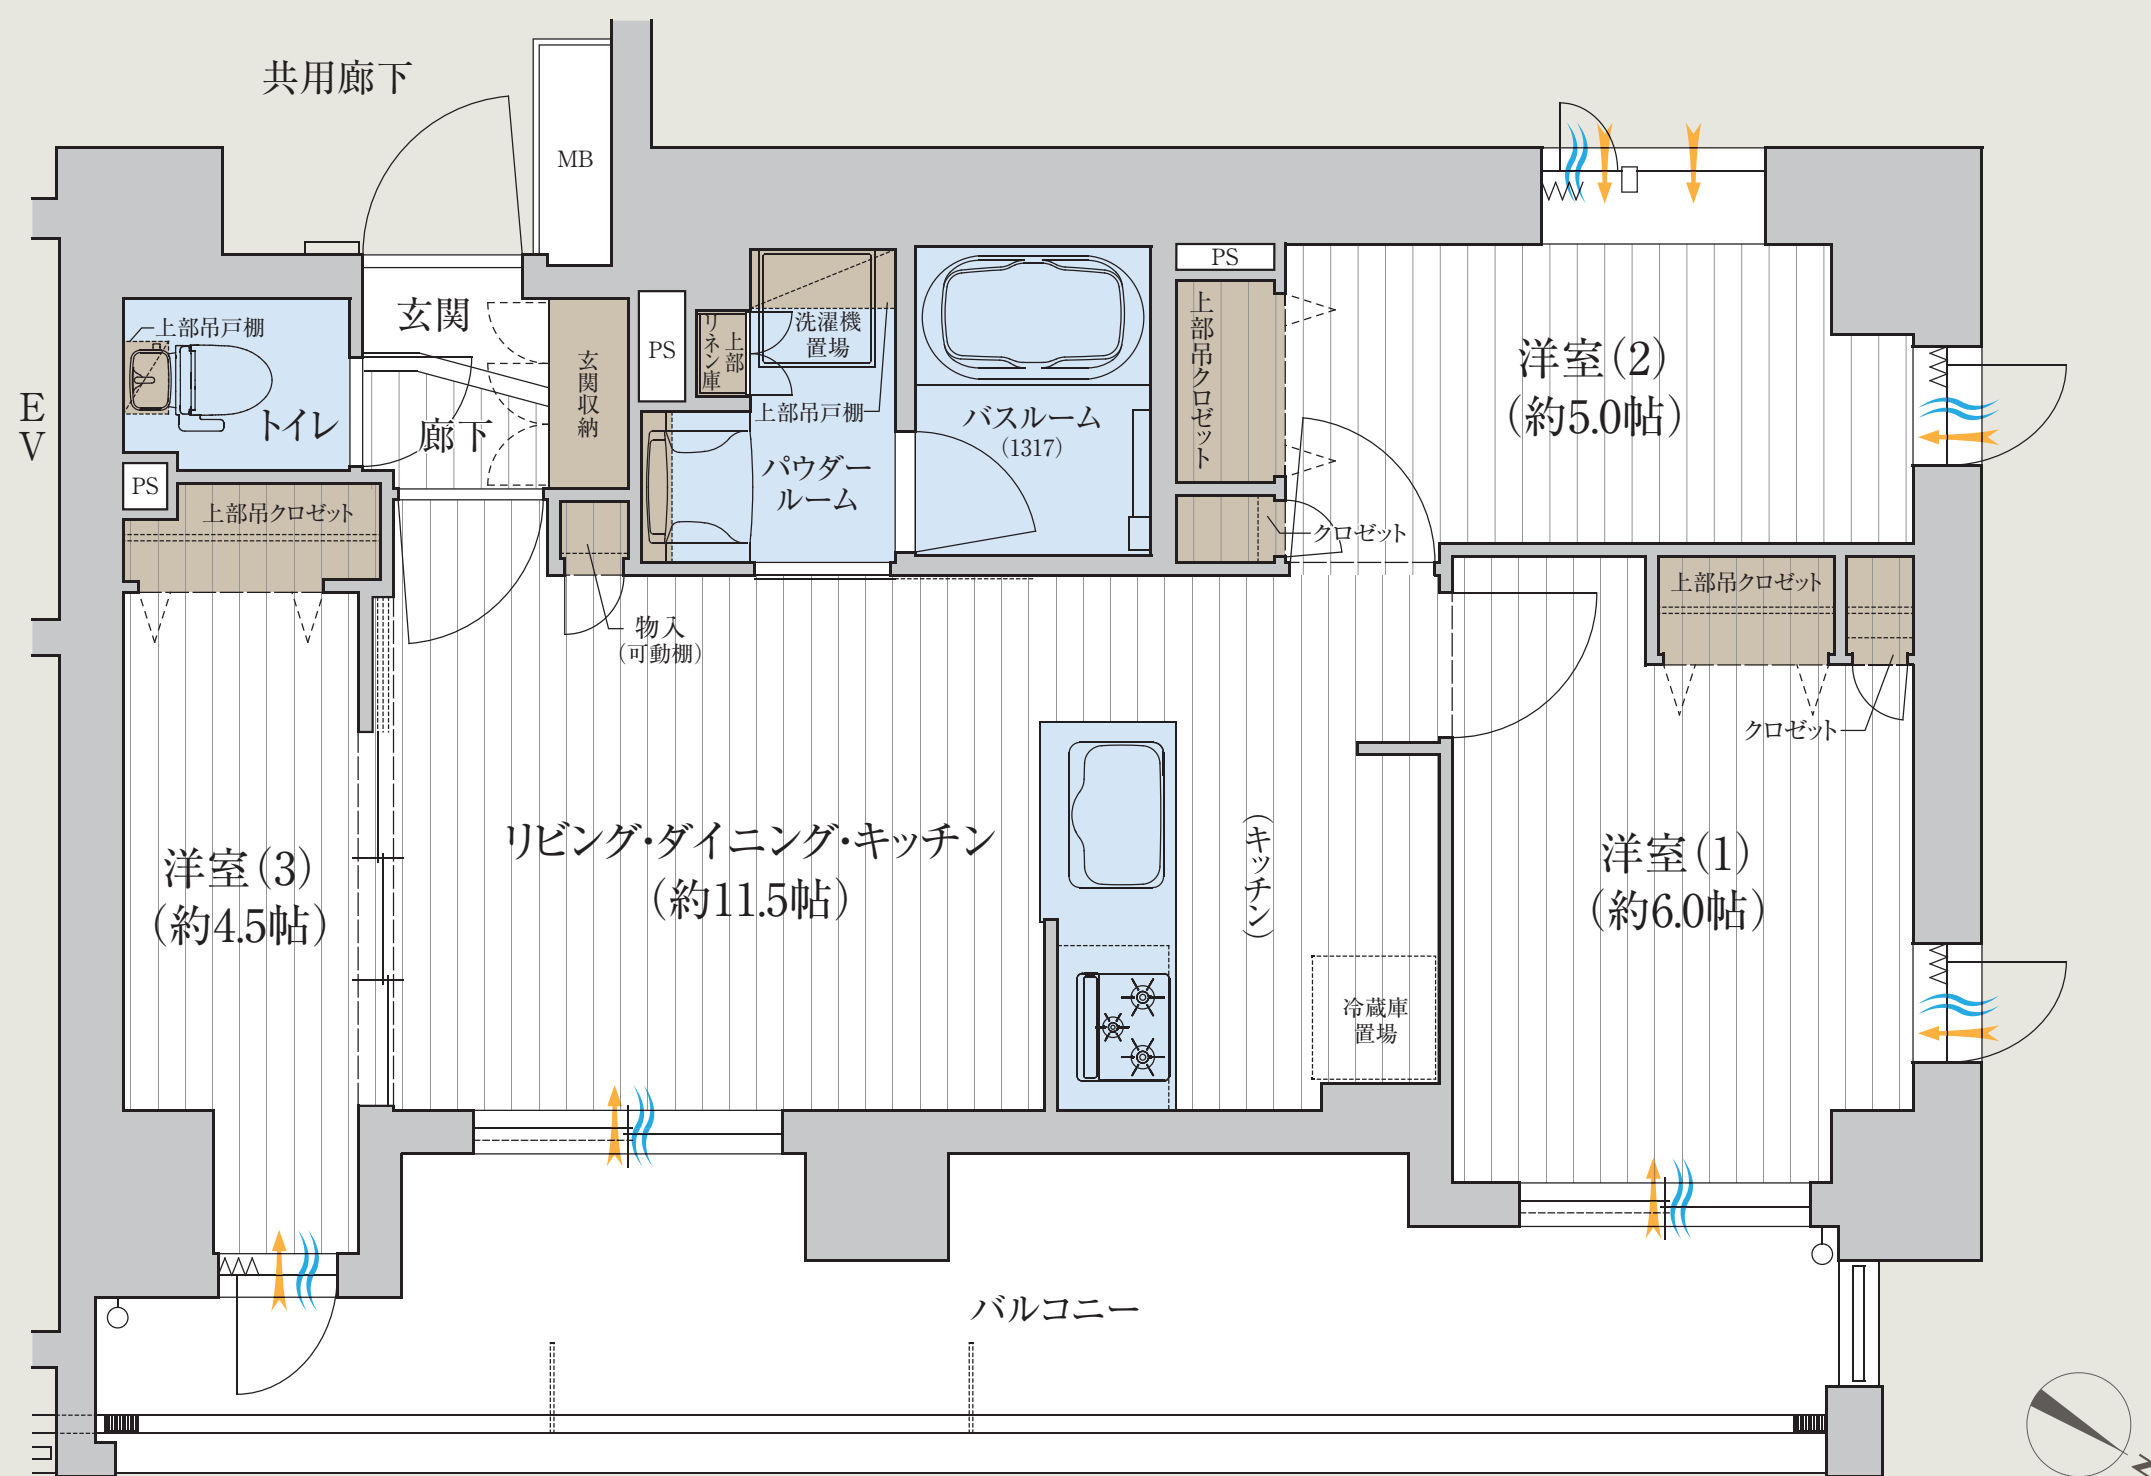 共用廊下
MB
EV
玄関
上部吊戸棚
トイレ
廊下
玄関収納
PS
PS
上部リネン庫
洗濯機
置場
上部吊戸棚
パウダー
ルーム
バスルーム
(1317)
PS
上部吊クロゼット
クロゼット
洋室(2)
(約5.0帖)
上部吊クロゼット
物入
(可動棚)
上部吊クロゼット
クロゼット
洋室(3)
(約4.5帖)
リビング・ダイニング・キッチン
(約11.5帖)
(キッチン)
冷蔵庫
置場
洋室(1)
(約6.0帖)
バルコニー
N